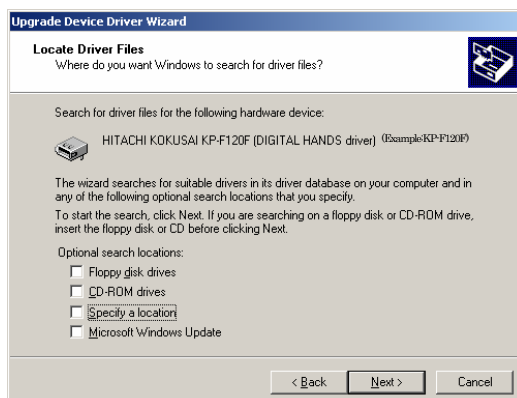 Upgrade Device Driver Wizard
Locate Driver Files
Where do you want Windows to search for driver files?
Search for driver files for the following hardware device:
HITACHI KOKUSAI KP-F120F (DIGITAL HANDS driver) (Example:KP-F120F)
The wizard searches for suitable drivers in its driver database on your computer and in
any of the following optional search locations that you specify.
To start the search, click Next. If you are searching on a floppy disk or CD-ROM drive,
insert the floppy disk or CD before clicking Next.
Optional search locations:
Floppy disk drives
CD-ROM drives
Specify a location
Microsoft Windows Update
< Back Next > Cancel